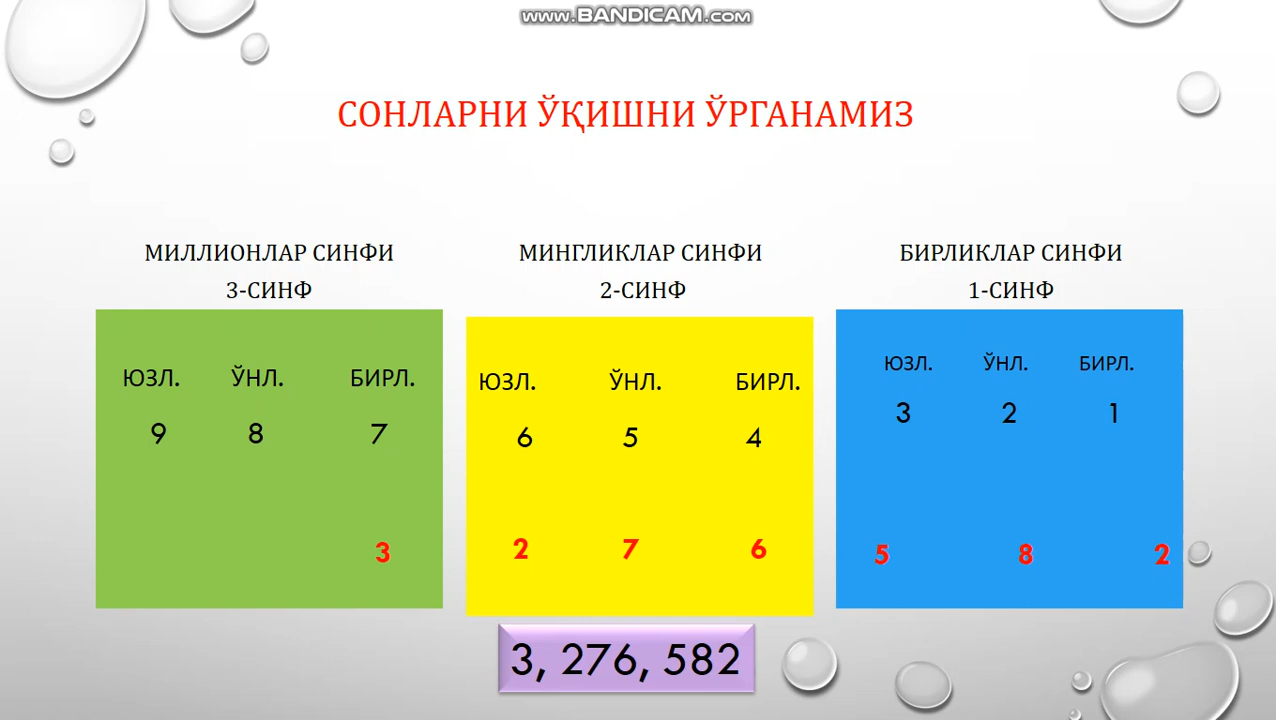 www.BANDICAM.com
СОНЛАРНИ ЎҚИШНИ ЎРГАНАМИЗ
МИЛЛИОНЛАР СИНФИ
3-СИНФ
ЮЗЛ. ЎНЛ. БИРЛ.
9 8 7
3
МИНГЛИКЛАР СИНФИ
2-СИНФ
ЮЗЛ. ЎНЛ. БИРЛ.
6 5 4
2 7 6
БИРЛИКЛАР СИНФИ
1-СИНФ
ЮЗЛ. ЎНЛ. БИРЛ.
3 2 1
5 8 2
3, 276, 582